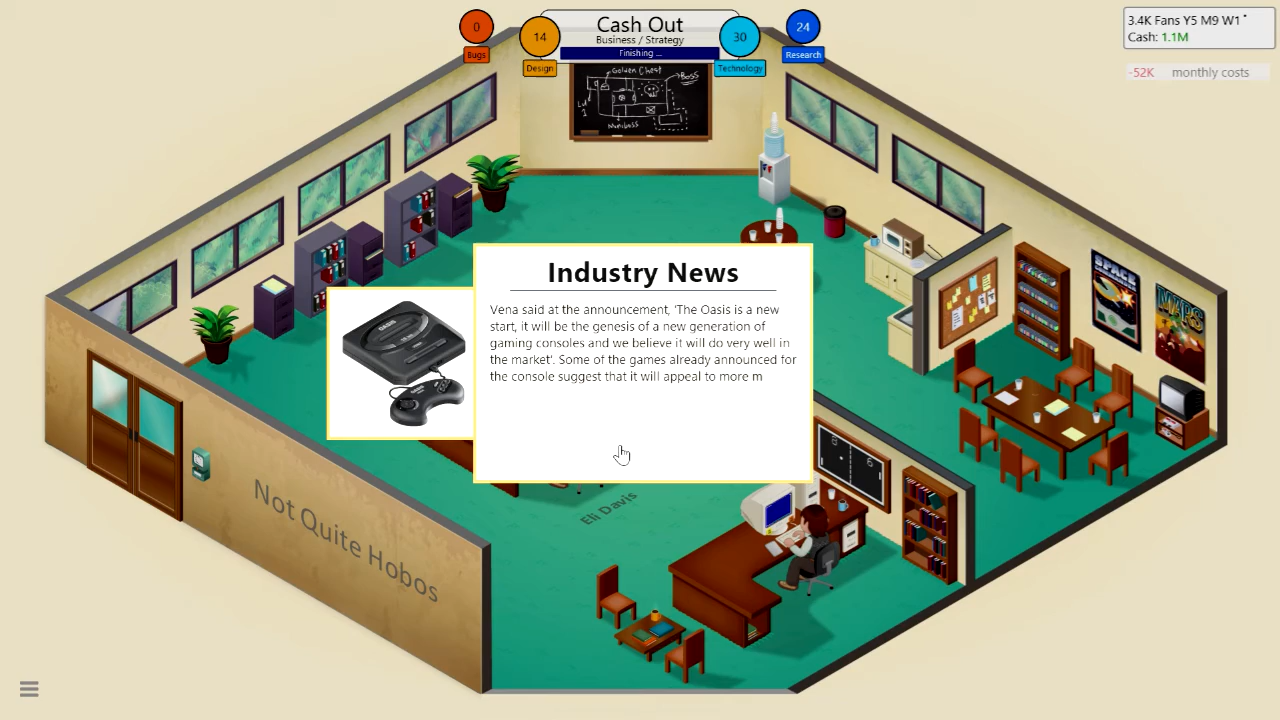 Cash Out
Business / Strategy
Finishing ...
0
Bugs
14
Design
30
Technology
24
Research
3.4K Fans Y5 M9 W1
Cash: 1.1M
-52K monthly costs
Golden Chest
Boss
Lvl
1
Miniboss
SPACE
MARS
Industry News
Vena said at the announcement, 'The Oasis is a new
start, it will be the genesis of a new generation of
gaming consoles and we believe it will do very well in
the market'. Some of the games already announced for
the console suggest that it will appeal to more m
OASIS
Eli Davis
Not Quite Hobos